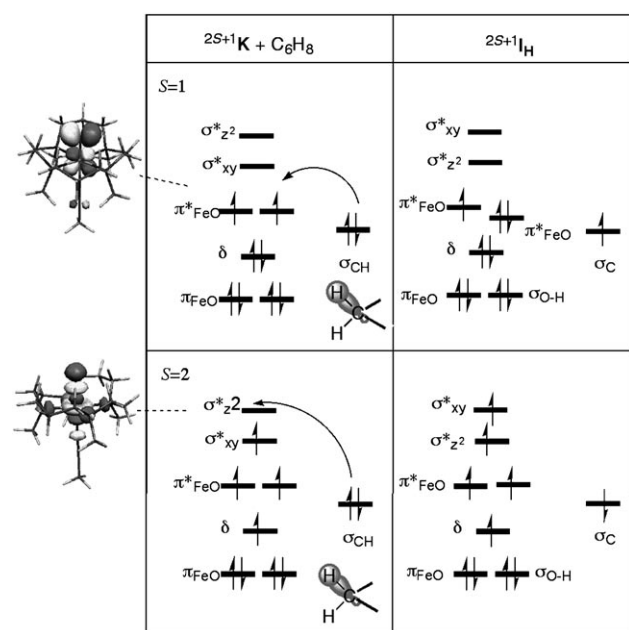 ²ˢ⁺¹K + C₆H₈
²ˢ⁺¹I_H
S=1
σ*z²
σ*xy
π*FeO
δ
πFeO
σCH
H
C
H
σ*xy
σ*z²
π*FeO
π*FeO
δ
σC
πFeO
σO-H
S=2
σ*z2
σ*xy
π*FeO
δ
πFeO
σCH
H
C
H
σ*xy
σ*z²
π*FeO
δ
σC
πFeO
σO-H